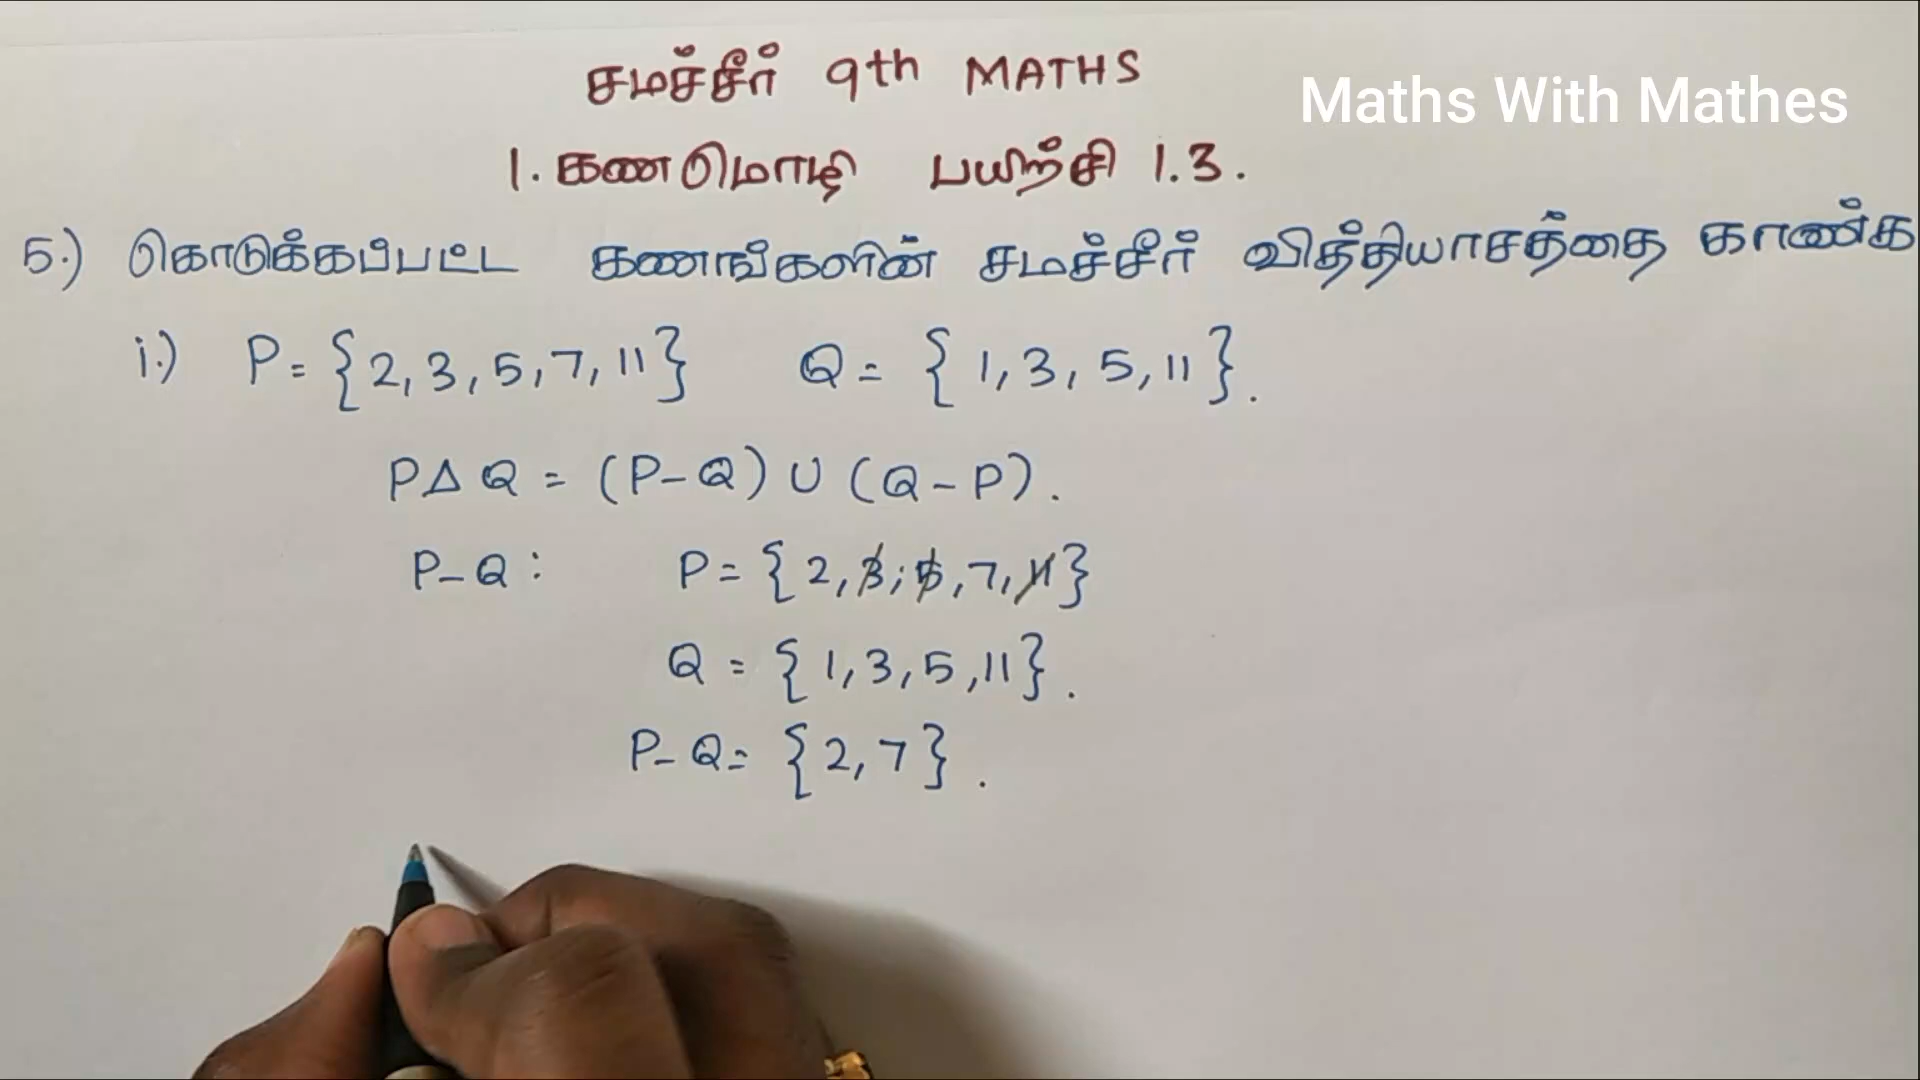 சமச்சீர் 9th MATHS
Maths With Mathes
1. கணமொழி பயிற்சி 1.3.
5.) கொடுக்கப்பட்ட கணங்களின் சமச்சீர் வித்தியாசத்தை காண்க
i.) P = {2, 3, 5, 7, 11} Q = {1, 3, 5, 11}.
P Δ Q = (P-Q) ∪ (Q-P).
P-Q : P = {2, 3, 5, 7, 11}
Q = {1, 3, 5, 11}.
P-Q = {2, 7}.